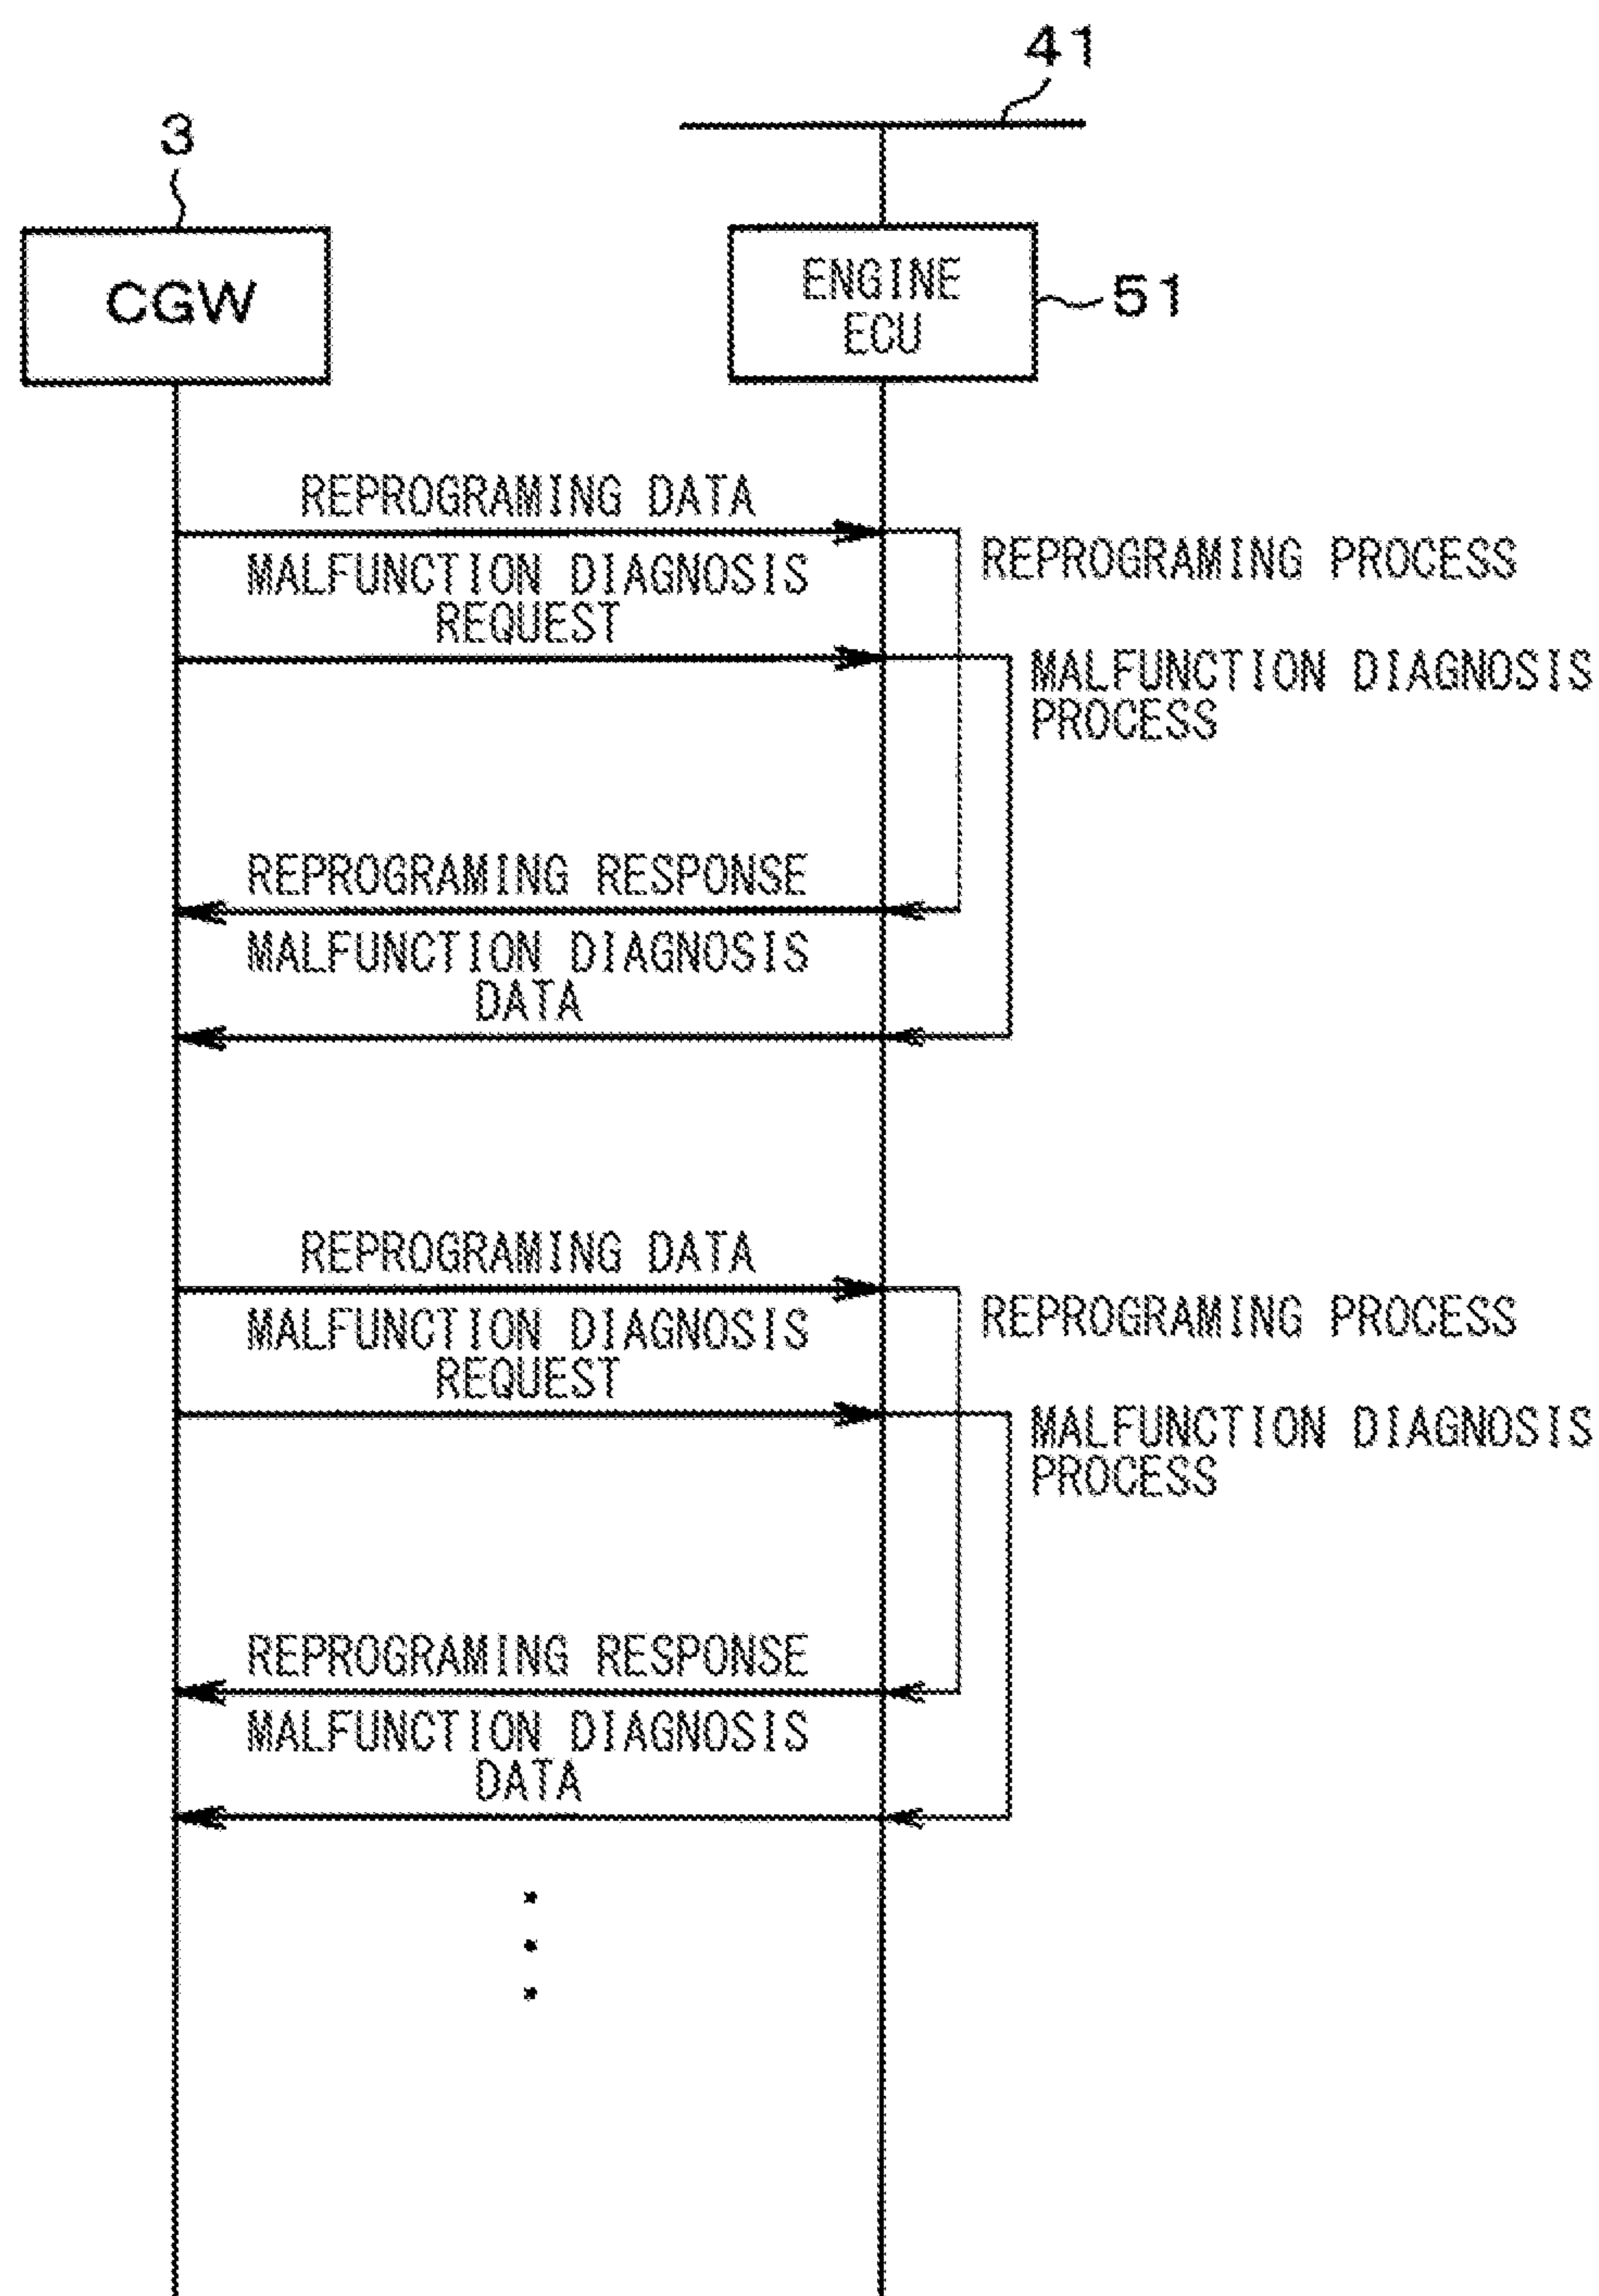 41
3
CGW
ENGINE
ECU
51
REPROGRAMING DATA
REPROGRAMING PROCESS
MALFUNCTION DIAGNOSIS
REQUEST
MALFUNCTION DIAGNOSIS
PROCESS
REPROGRAMING RESPONSE
MALFUNCTION DIAGNOSIS
DATA
REPROGRAMING DATA
REPROGRAMING PROCESS
MALFUNCTION DIAGNOSIS
REQUEST
MALFUNCTION DIAGNOSIS
PROCESS
REPROGRAMING RESPONSE
MALFUNCTION DIAGNOSIS
DATA